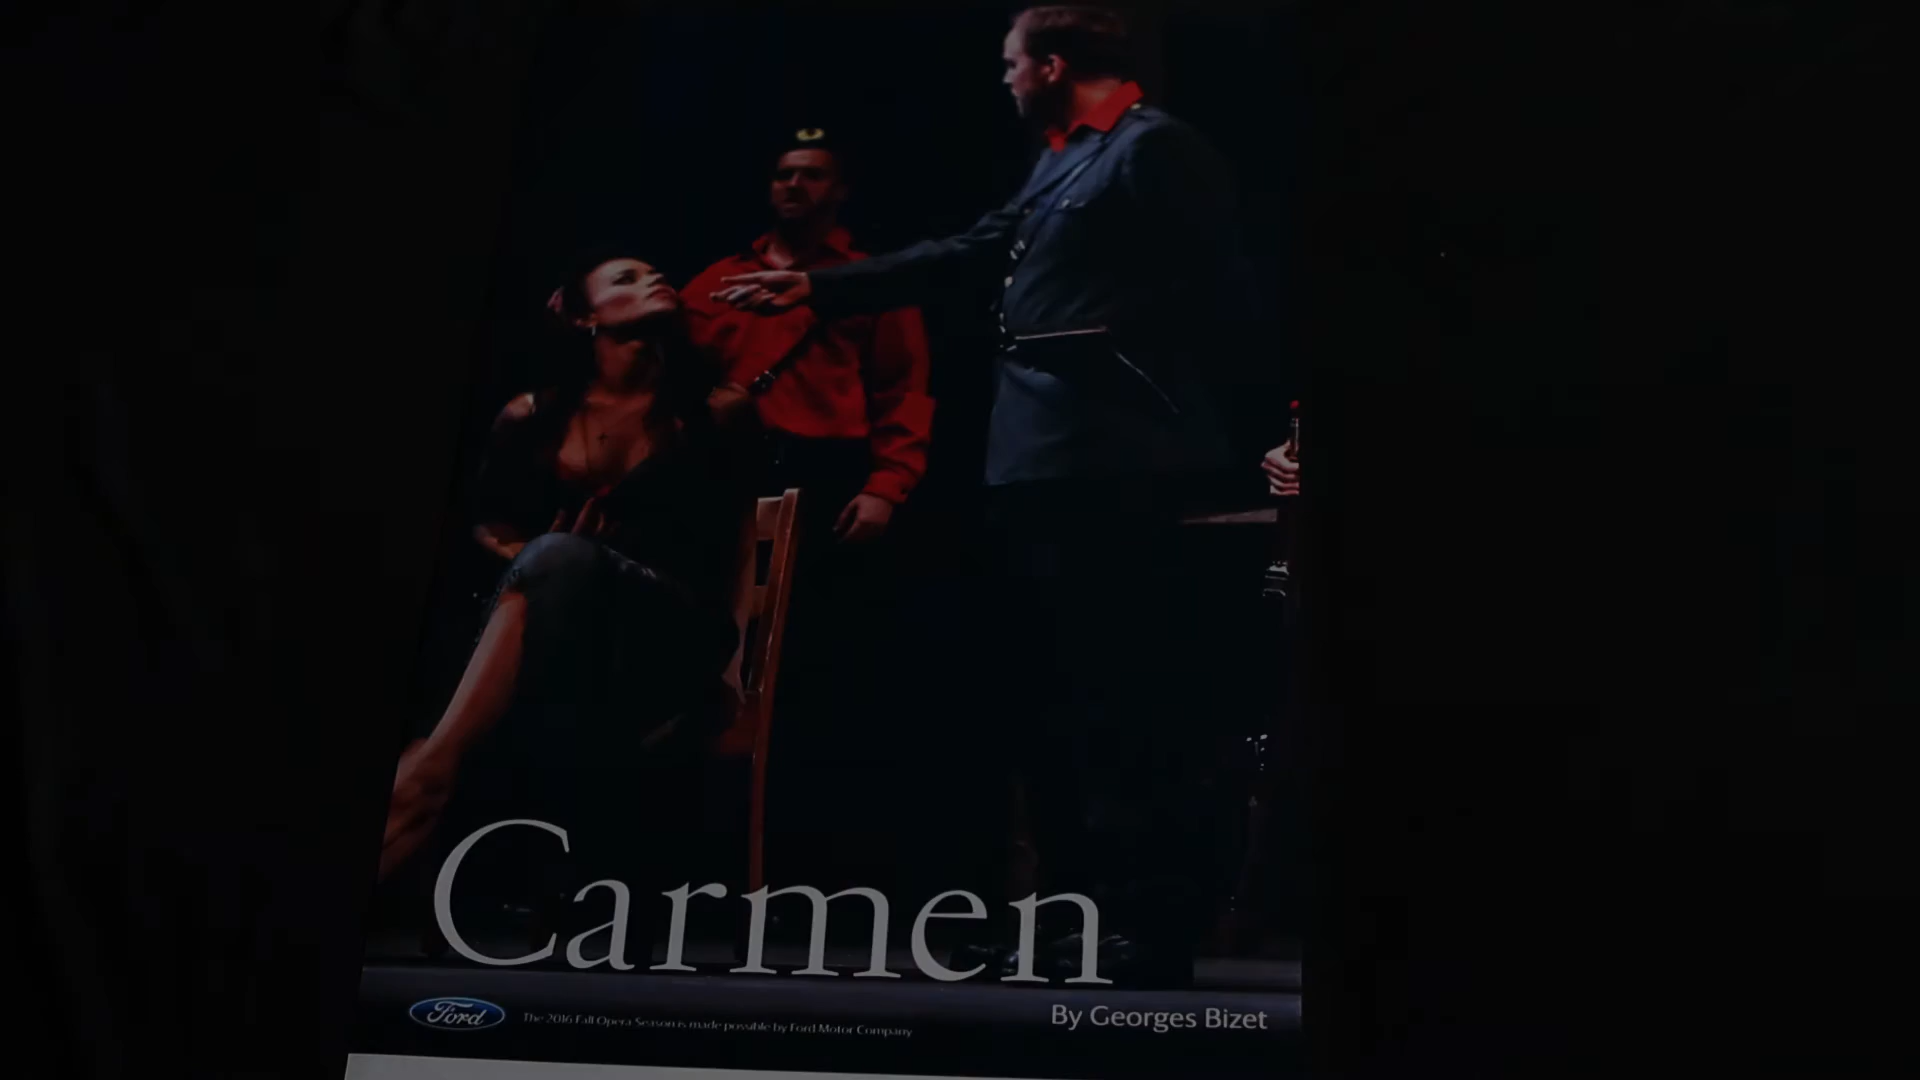 Carmen
By Georges Bizet
Ford
The 2016 Fall Opera Season is made possible by Ford Motor Company